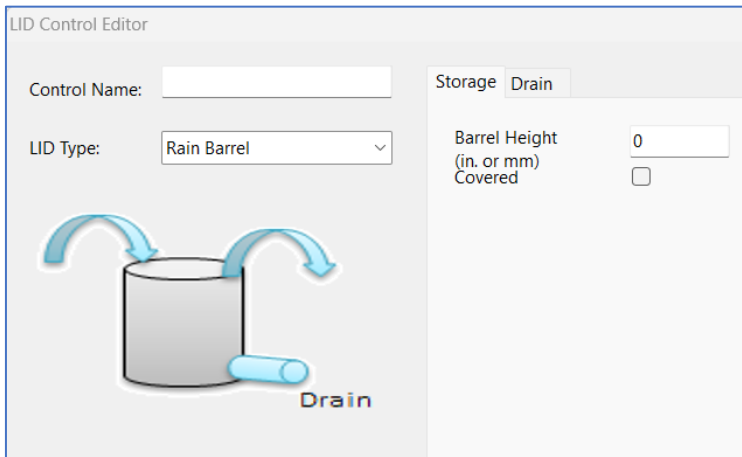 LID Control Editor
Control Name:
LID Type: Rain Barrel
Drain
Storage Drain
Barrel Height 0
(in. or mm)
Covered